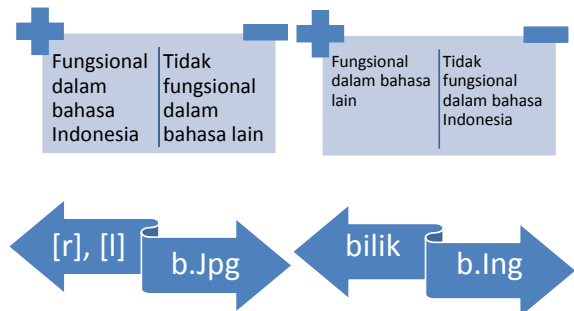 Fungsional
dalam
bahasa
Indonesia
Tidak
fungsional
dalam
bahasa lain
Fungsional
dalam bahasa
lain
Tidak
fungsional
dalam bahasa
Indonesia
[r], [l]
b.Jpg
bilik
b.Ing